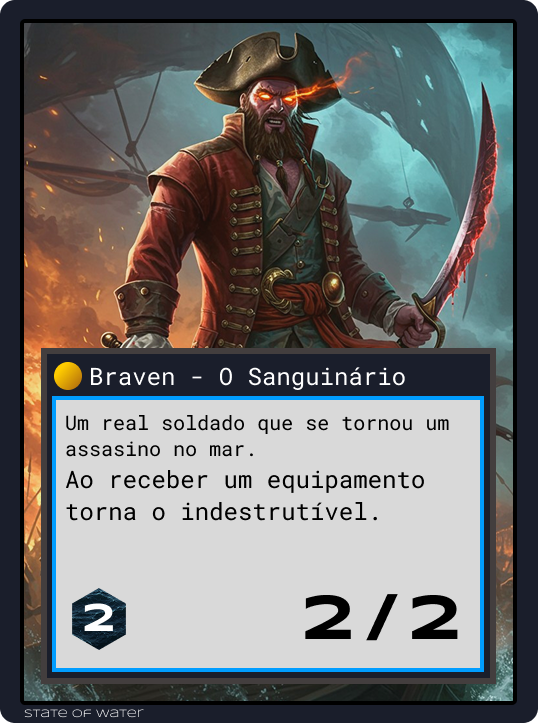 Braven - O Sanguinário
Um real soldado que se tornou um
assasino no mar.
Ao receber um equipamento
torna o indestrutível.
2
2/2
STATE OF WATER